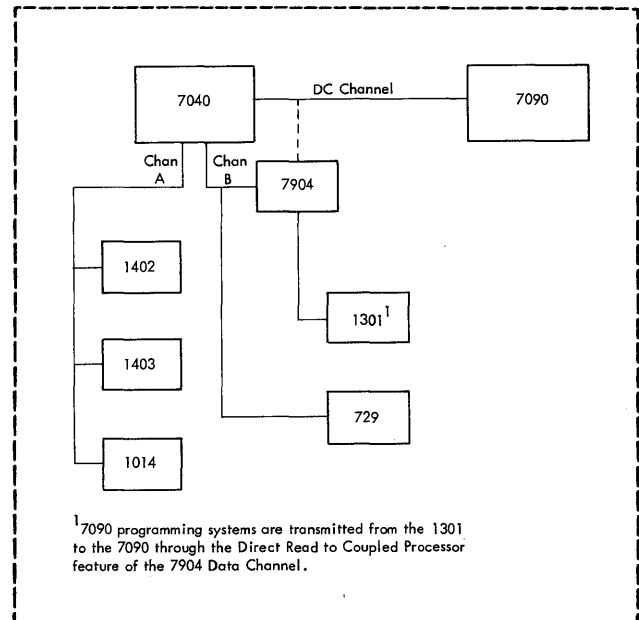 7040
DC Channel
7090
Chan
A
Chan
B
7904
1402
1301¹
1403
729
1014
¹7090 programming systems are transmitted from the 1301
to the 7090 through the Direct Read to Coupled Processor
feature of the 7904 Data Channel.